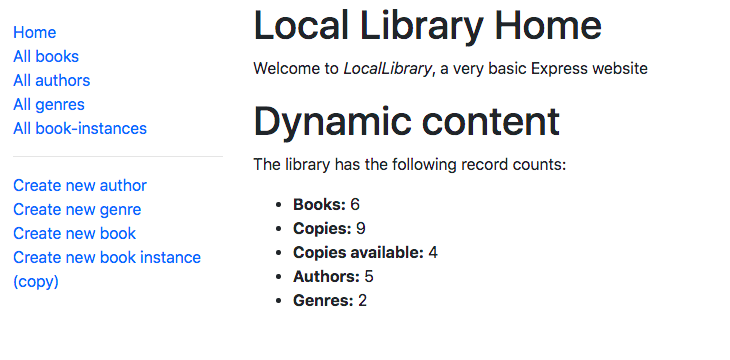 Home
All books
All authors
All genres
All book-instances
Create new author
Create new genre
Create new book
Create new book instance
(copy)
Local Library Home
Welcome to LocalLibrary, a very basic Express website
Dynamic content
The library has the following record counts:
Books: 6
Copies: 9
Copies available: 4
Authors: 5
Genres: 2